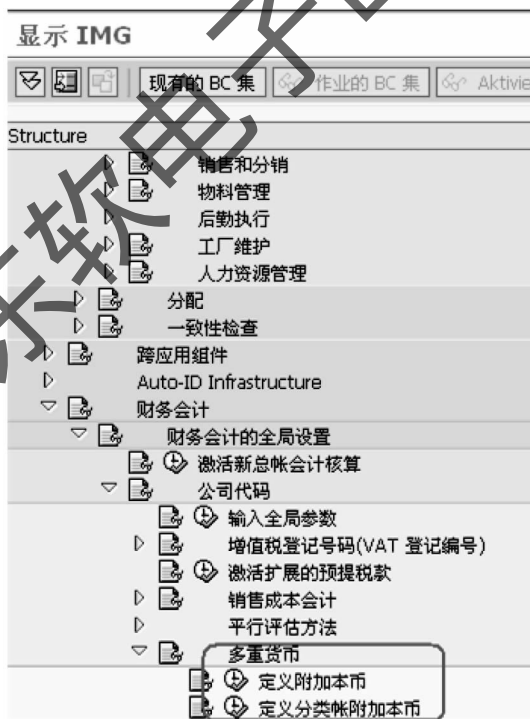 显示 IMG
现有的 BC 集 作业的 BC 集 Aktivie
Structure
销售和分销
物料管理
后勤执行
工厂维护
人力资源管理
分配
一致性检查
跨应用组件
Auto-ID Infrastructure
财务会计
财务会计的全局设置
激活新总帐会计核算
公司代码
输入全局参数
增值税登记号码(VAT 登记编号)
激活扩展的预提税款
销售成本会计
平行评估方法
多重货币
定义附加本币
定义分类帐附加本币